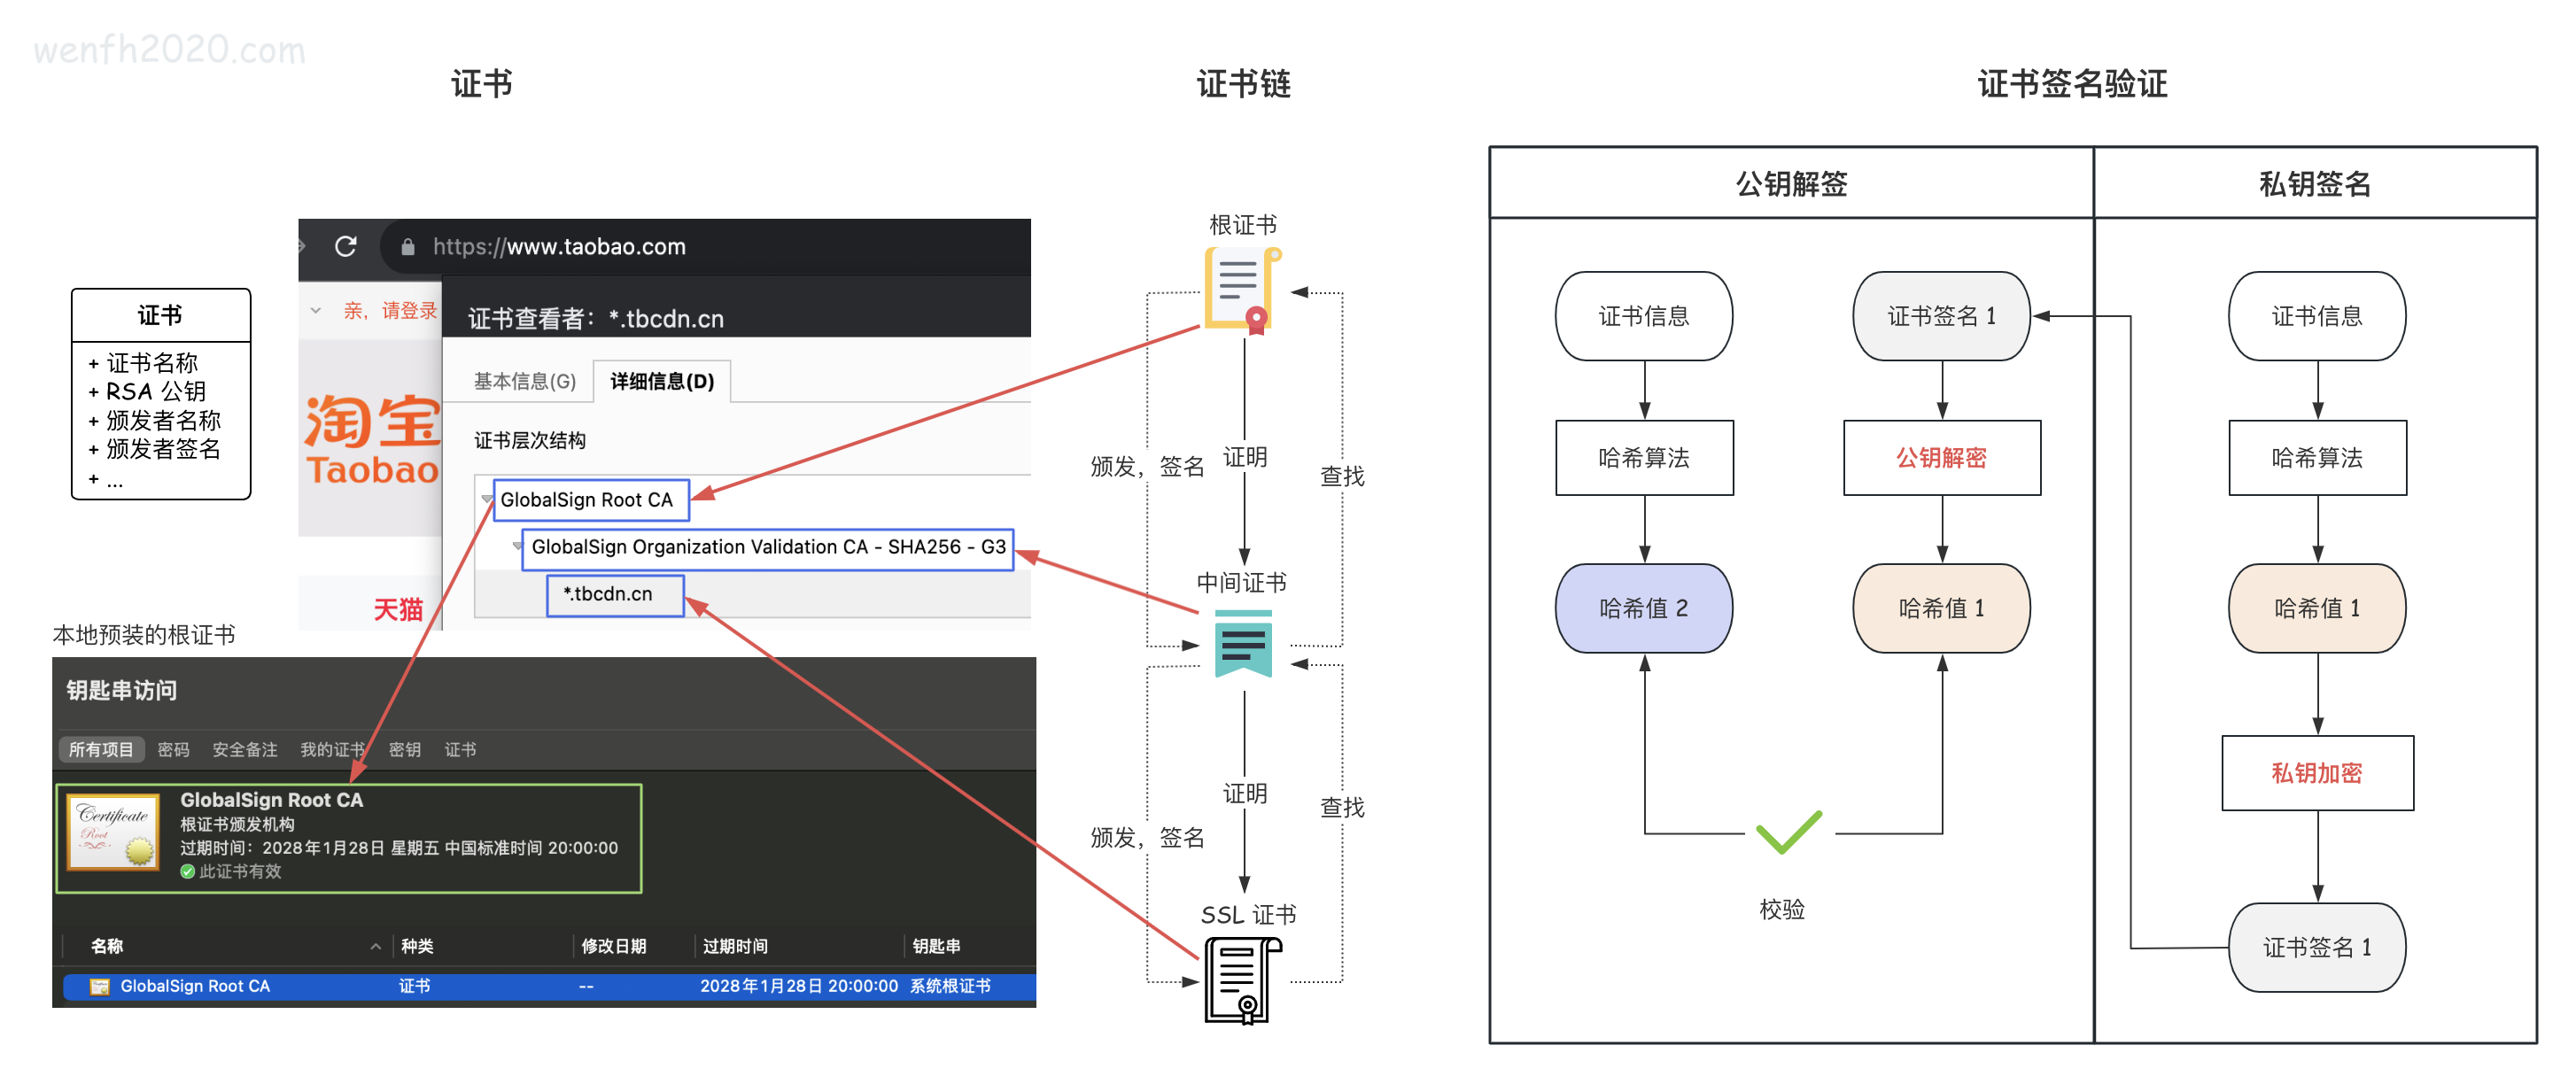 wenfh2020.com
证书
证书链
证书签名验证
证书
+ 证书名称
+ RSA 公钥
+ 颁发者名称
+ 颁发者签名
+ ...
https://www.taobao.com
亲，请登录
证书查看者：*.tbcdn.cn
基本信息(G)
详细信息(D)
淘宝
Taobao
天猫
证书层次结构
GlobalSign Root CA
GlobalSign Organization Validation CA - SHA256 - G3
*.tbcdn.cn
本地预装的根证书
钥匙串访问
所有项目 密码 安全备注 我的证书 密钥 证书
Certificate
Root
GlobalSign Root CA
根证书颁发机构
过期时间：2028年1月28日 星期五 中国标准时间 20:00:00
此证书有效
名称 种类 修改日期 过期时间 钥匙串
GlobalSign Root CA 证书 -- 2028年1月28日 20:00:00 系统根证书
根证书
颁发，签名
证明
查找
中间证书
颁发，签名
证明
查找
SSL 证书
公钥解签
私钥签名
证书信息
证书签名 1
证书信息
哈希算法
公钥解密
哈希算法
哈希值 2
哈希值 1
哈希值 1
私钥加密
校验
证书签名 1